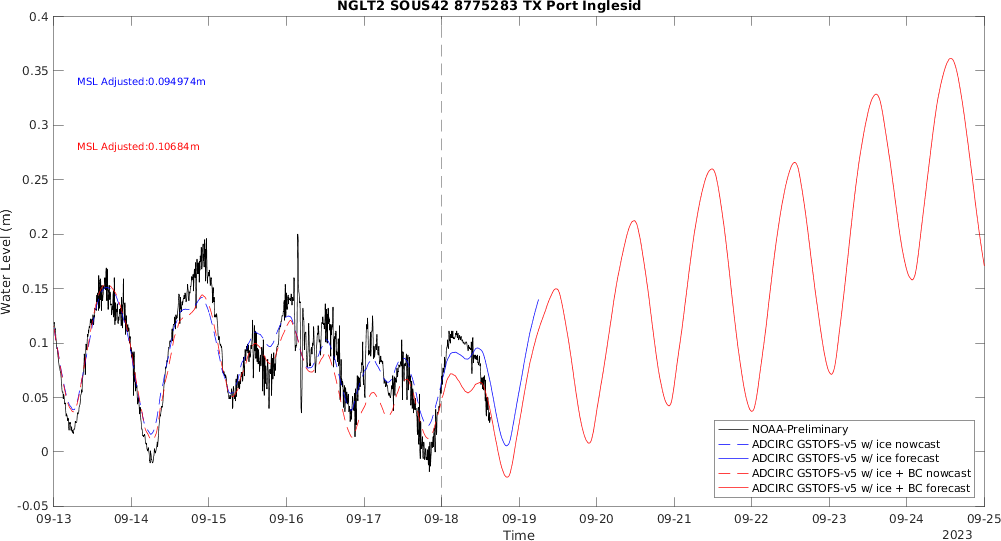 NGLT2 SOUS42 8775283 TX Port Inglesid
0.4
0.35
0.3
0.25
0.2
0.15
0.1
0.05
0
-0.05
Water Level (m)
MSL Adjusted:0.094974m
MSL Adjusted:0.10684m
NOAA-Preliminary
ADCIRC GSTOFS-v5 w/ ice nowcast
ADCIRC GSTOFS-v5 w/ ice forecast
ADCIRC GSTOFS-v5 w/ ice + BC nowcast
ADCIRC GSTOFS-v5 w/ ice + BC forecast
09-13 09-14 09-15 09-16 09-17 09-18 09-19 09-20 09-21 09-22 09-23 09-24 09-25
Time
2023